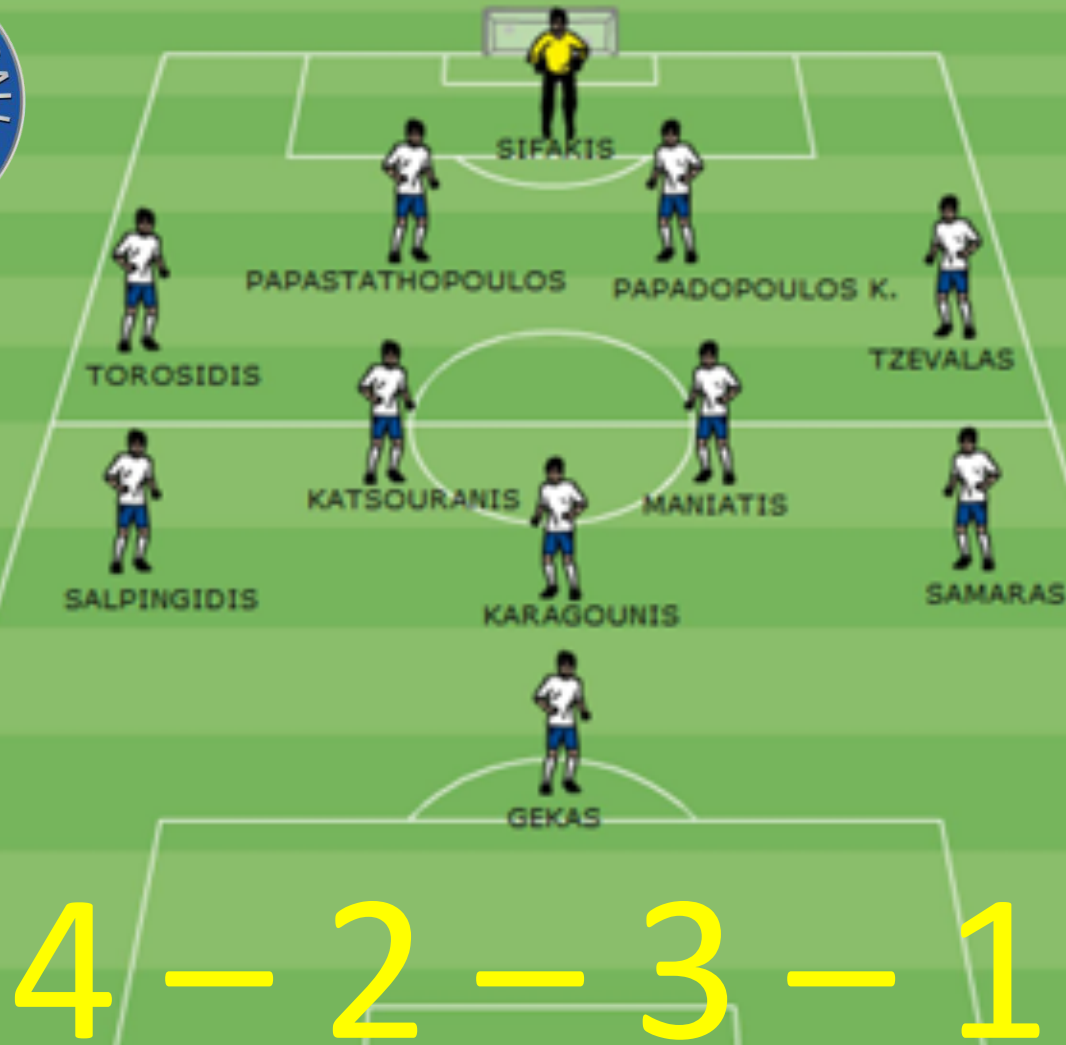 SIFAKIS
PAPASTATHOPOULOS
PAPADOPOULOS K.
TOROSIDIS
TZEVALAS
KATSOURANIS
MANIATIS
SALPINGIDIS
KARAGOUNIS
SAMARAS
GEKAS
4 – 2 – 3 – 1